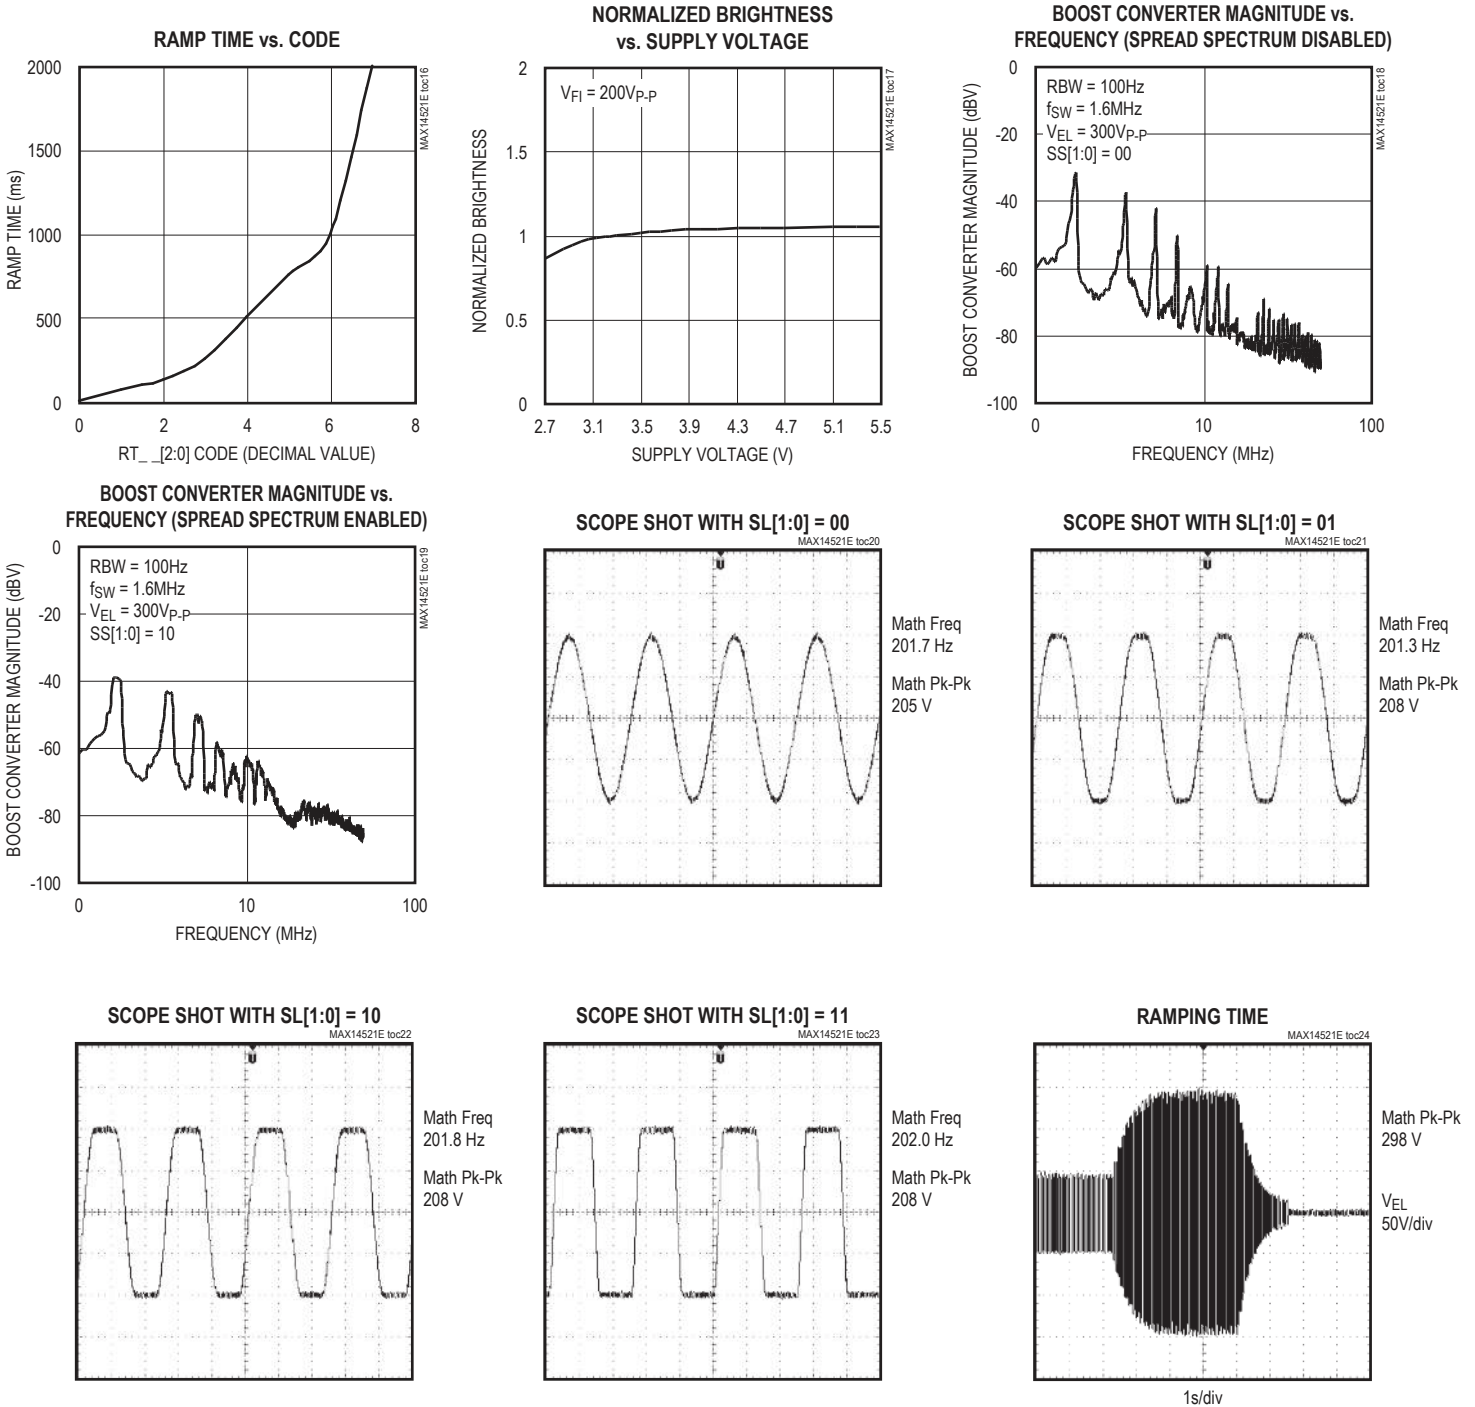 RAMP TIME vs. CODE
MAX14521E toc16
RAMP TIME (ms)
2000
1500
1000
500
0
0 2 4 6 8
RT_ _[2:0] CODE (DECIMAL VALUE)
NORMALIZED BRIGHTNESS
vs. SUPPLY VOLTAGE
MAX14521E toc17
VFI = 200VP-P
NORMALIZED BRIGHTNESS
2
1.5
1
0.5
0
2.7 3.1 3.5 3.9 4.3 4.7 5.1 5.5
SUPPLY VOLTAGE (V)
BOOST CONVERTER MAGNITUDE vs.
FREQUENCY (SPREAD SPECTRUM DISABLED)
MAX14521E toc18
RBW = 100Hz
fSW = 1.6MHz
VEL = 300VP-P
SS[1:0] = 00
BOOST CONVERTER MAGNITUDE (dBV)
0
-20
-40
-60
-80
-100
0 10 100
FREQUENCY (MHz)
BOOST CONVERTER MAGNITUDE vs.
FREQUENCY (SPREAD SPECTRUM ENABLED)
MAX14521E toc19
RBW = 100Hz
fSW = 1.6MHz
VEL = 300VP-P
SS[1:0] = 10
BOOST CONVERTER MAGNITUDE (dBV)
0
-20
-40
-60
-80
-100
0 10 100
FREQUENCY (MHz)
SCOPE SHOT WITH SL[1:0] = 00
MAX14521E toc20
Math Freq
201.7 Hz
Math Pk-Pk
205 V
SCOPE SHOT WITH SL[1:0] = 01
MAX14521E toc21
Math Freq
201.3 Hz
Math Pk-Pk
208 V
SCOPE SHOT WITH SL[1:0] = 10
MAX14521E toc22
Math Freq
201.8 Hz
Math Pk-Pk
208 V
SCOPE SHOT WITH SL[1:0] = 11
MAX14521E toc23
Math Freq
202.0 Hz
Math Pk-Pk
208 V
RAMPING TIME
MAX14521E toc24
Math Pk-Pk
298 V
VEL
50V/div
1s/div